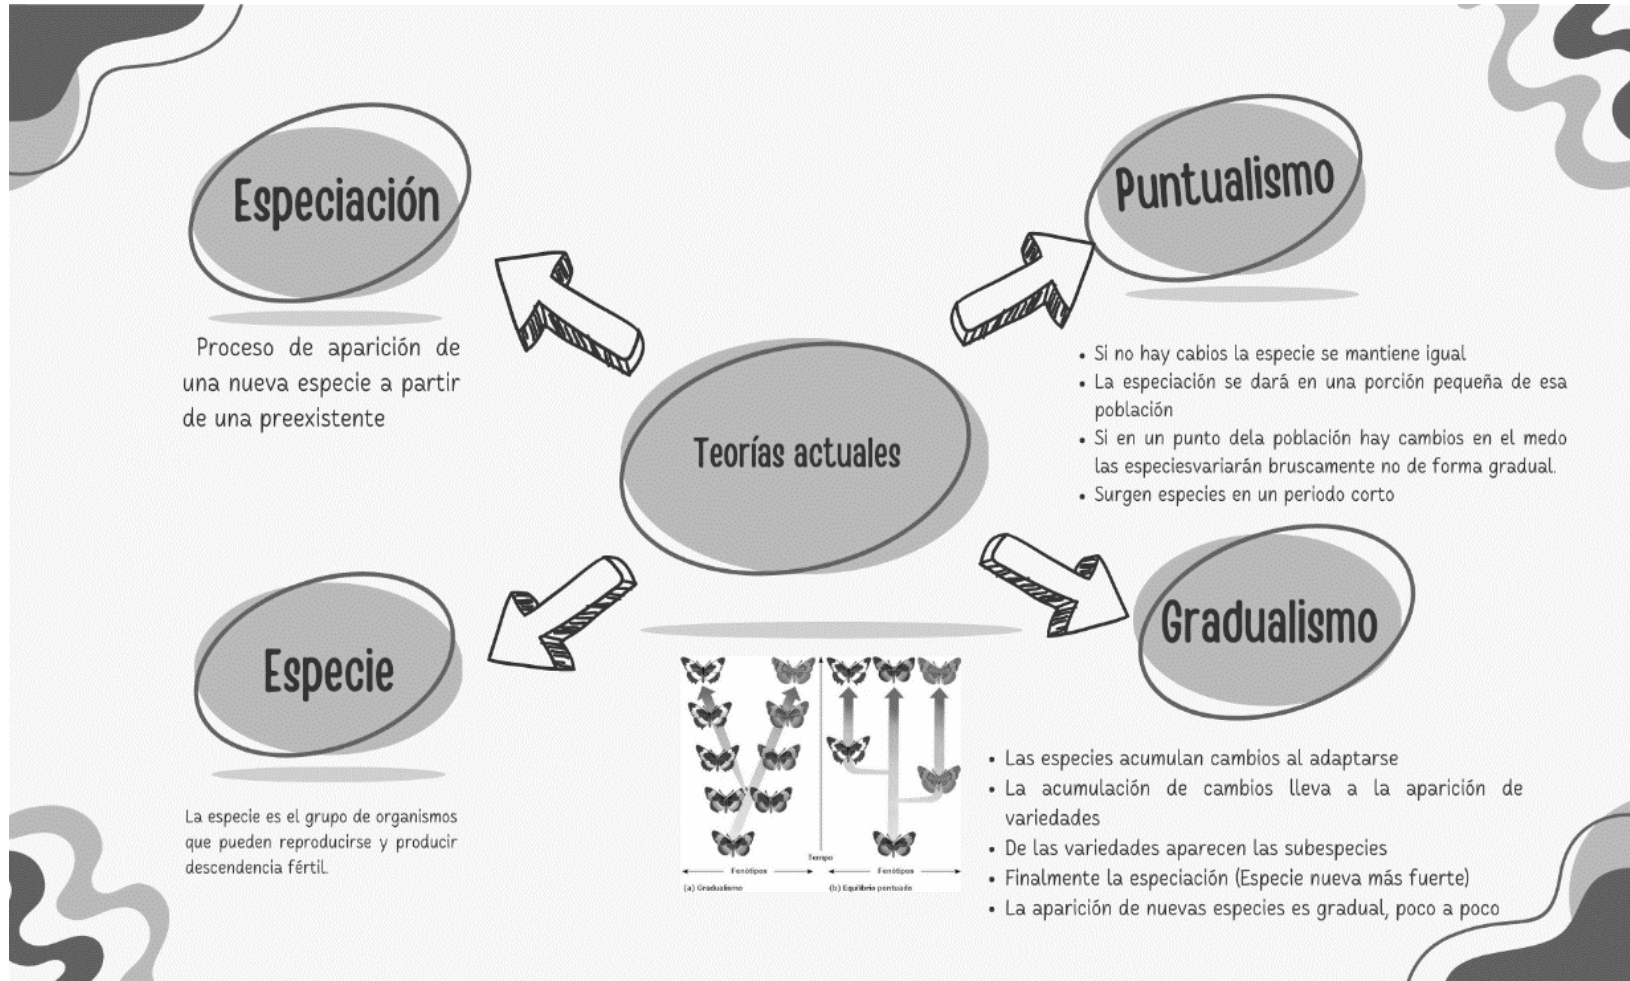 Especiación
Proceso de aparición de
una nueva especie a partir
de una preexistente
Puntualismo
• Si no hay cabios la especie se mantiene igual
• La especiación se dará en una porción pequeña de esa
población
• Si en un punto dela población hay cambios en el medo
las especiesvariarán bruscamente no de forma gradual.
• Surgen especies en un periodo corto
Teorías actuales
Especie
La especie es el grupo de organismos
que pueden reproducirse y producir
descendencia fértil.
Gradualismo
• Las especies acumulan cambios al adaptarse
• La acumulación de cambios lleva a la aparición de
variedades
• De las variedades aparecen las subespecies
• Finalmente la especiación (Especie nueva más fuerte)
• La aparición de nuevas especies es gradual, poco a poco
Tempo
Fenótipos
Fenótipos
(a) Gradualismo
(b) Equilíbrio pontuado